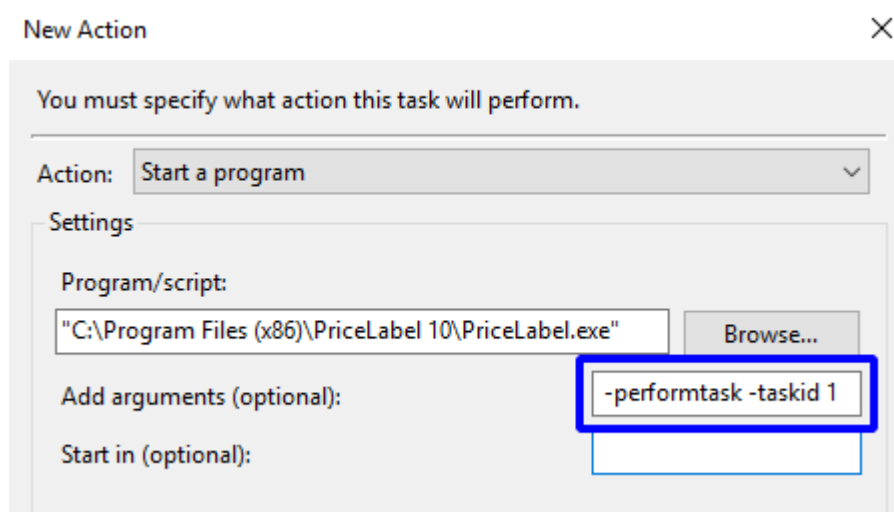 New Action
You must specify what action this task will perform.
Action: Start a program
Settings
Program/script:
"C:\Program Files (x86)\PriceLabel 10\PriceLabel.exe" Browse...
Add arguments (optional): -performtask -taskid 1
Start in (optional):